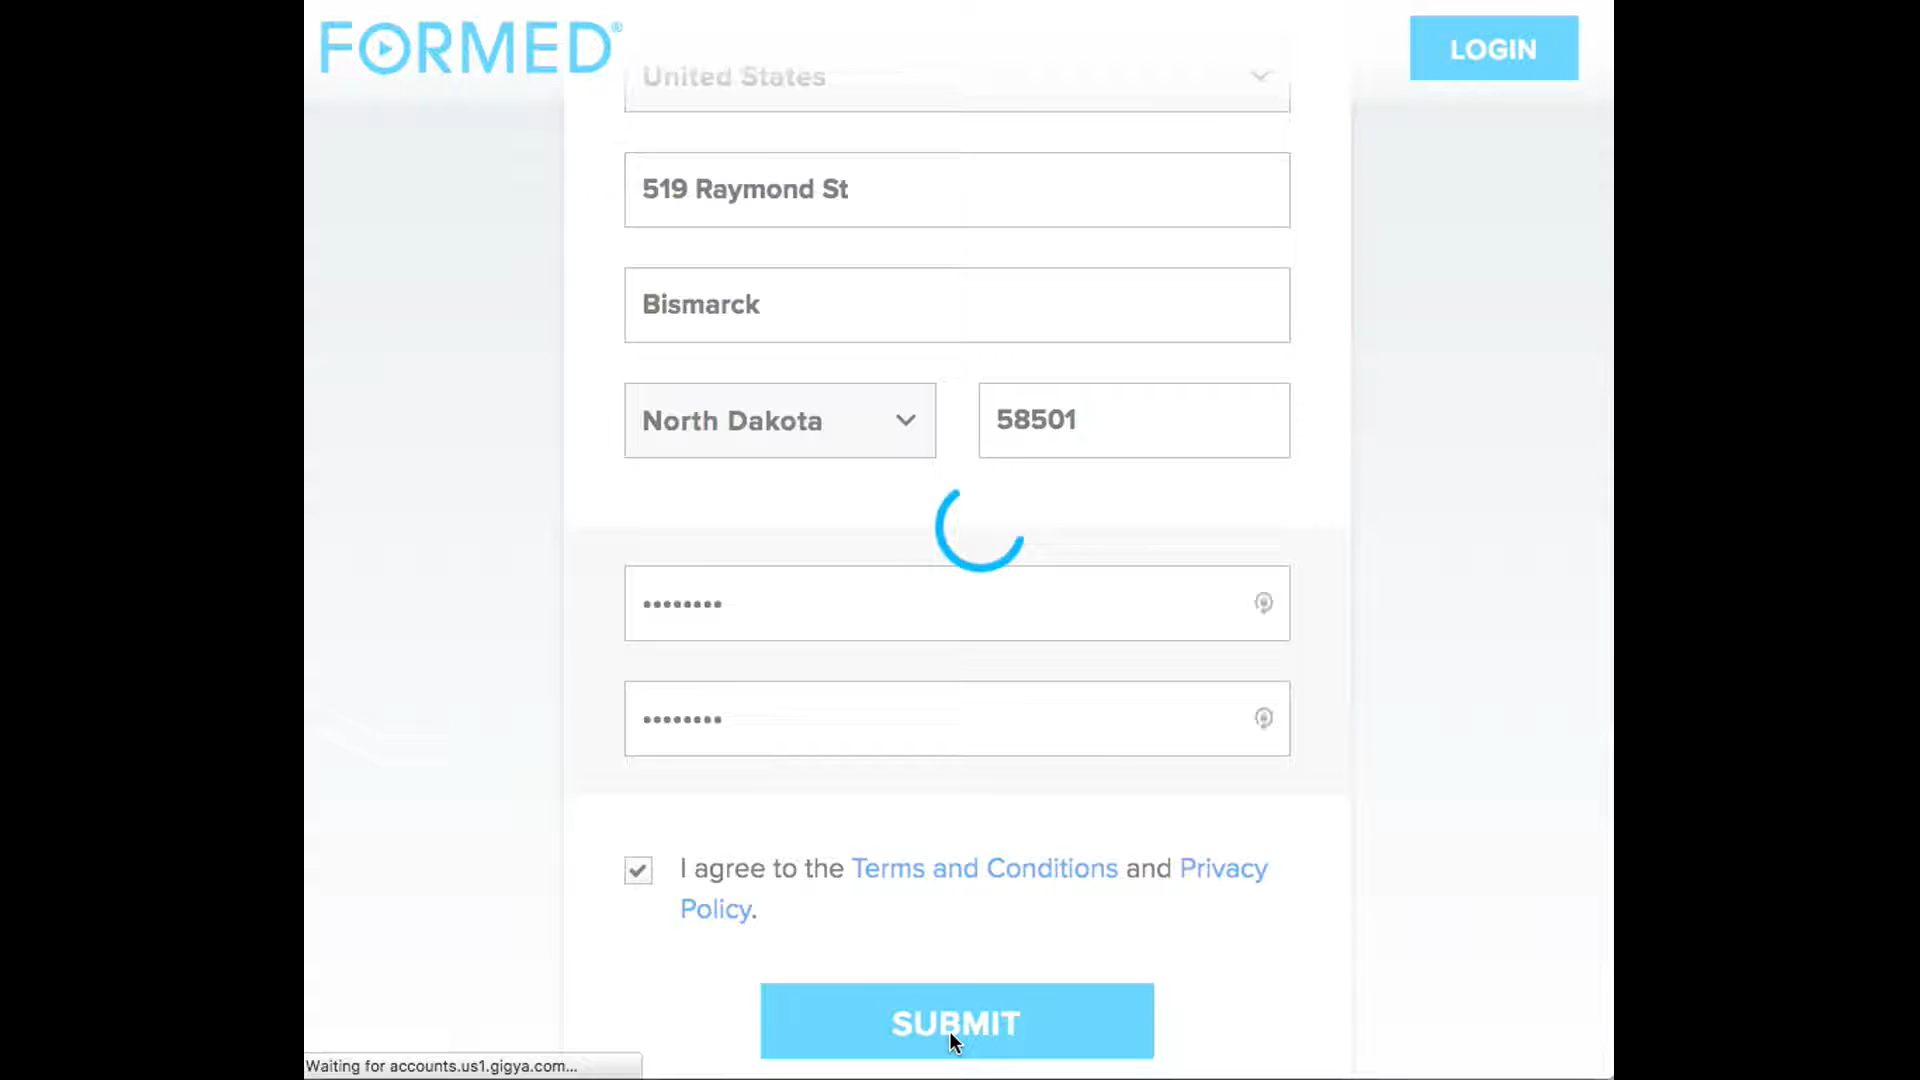 FORMED®
LOGIN
United States
519 Raymond St
Bismarck
North Dakota
58501
••••••••
••••••••
I agree to the Terms and Conditions and Privacy
Policy.
SUBMIT
Waiting for accounts.us1.gigya.com...